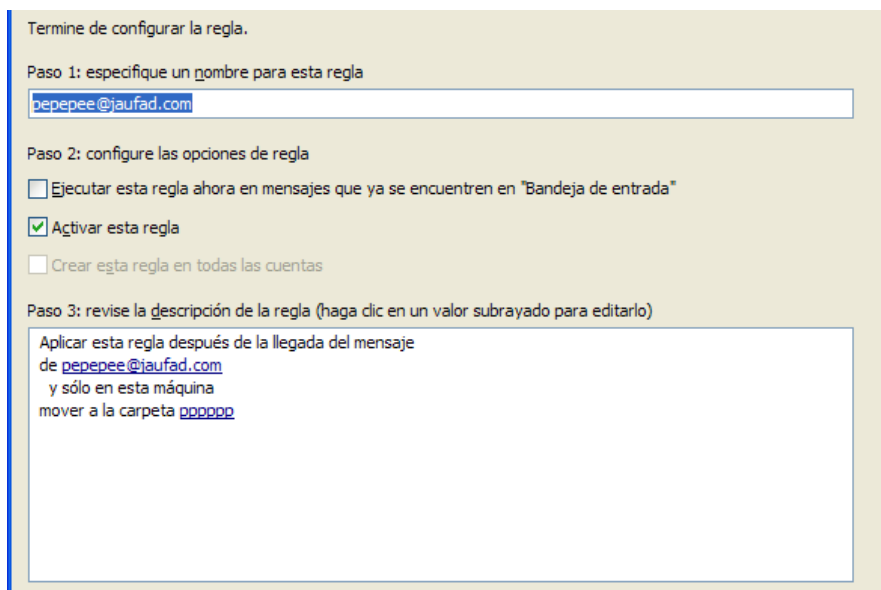 Termine de configurar la regla.
Paso 1: especifique un nombre para esta regla
pepepee@jaufad.com
Paso 2: configure las opciones de regla
Ejecutar esta regla ahora en mensajes que ya se encuentren en "Bandeja de entrada"
Activar esta regla
Crear esta regla en todas las cuentas
Paso 3: revise la descripción de la regla (haga clic en un valor subrayado para editarlo)
Aplicar esta regla después de la llegada del mensaje
de pepepee@jaufad.com
y sólo en esta máquina
mover a la carpeta pppppp